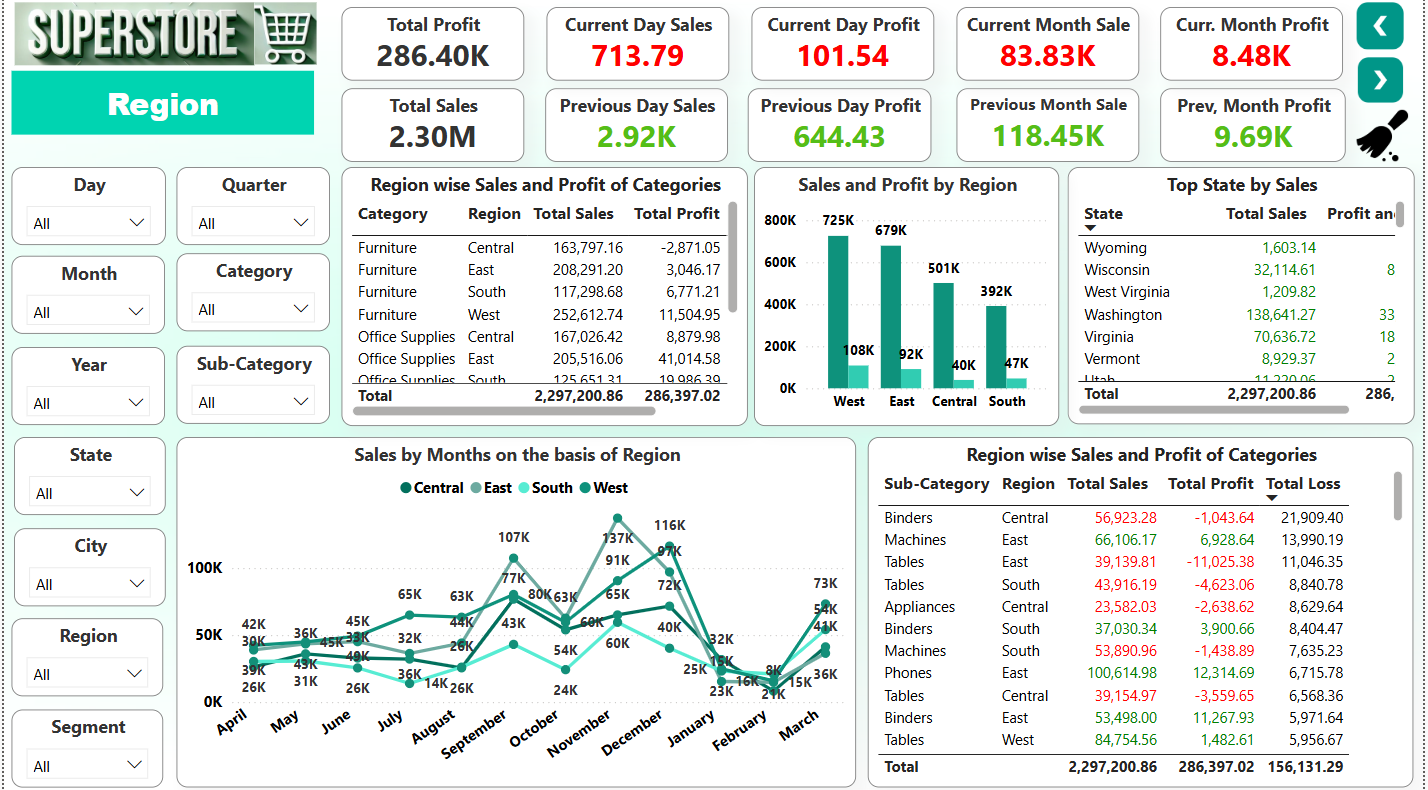 SUPERSTORE
Region
Total Profit
286.40K
Current Day Sales
713.79
Current Day Profit
101.54
Current Month Sale
83.83K
Curr. Month Profit
8.48K
Total Sales
2.30M
Previous Day Sales
2.92K
Previous Day Profit
644.43
Previous Month Sale
118.45K
Prev, Month Profit
9.69K
Day
All
Quarter
All
Month
All
Category
All
Year
All
Sub-Category
All
State
All
City
All
Region
All
Segment
All
Region wise Sales and Profit of Categories
Category Region Total Sales Total Profit
Furniture Central 163,797.16 -2,871.05
Furniture East 208,291.20 3,046.17
Furniture South 117,298.68 6,771.21
Furniture West 252,612.74 11,504.95
Office Supplies Central 167,026.42 8,879.98
Office Supplies East 205,516.06 41,014.58
Office Supplies South 125,651.31 19,986.39
Total 2,297,200.86 286,397.02
Sales and Profit by Region
800K
600K
400K
200K
0K
725K
679K
501K
392K
108K
92K
40K
47K
West East Central South
Top State by Sales
State Total Sales Profit an
Wyoming 1,603.14
Wisconsin 32,114.61 8
West Virginia 1,209.82
Washington 138,641.27 33
Virginia 70,636.72 18
Vermont 8,929.37 2
Utah 11,220.06 2
Total 2,297,200.86 286,
Sales by Months on the basis of Region
Central East South West
100K
50K
0K
42K
39K
39K
26K
36K
43K
31K
45K
45K
33K
49K
26K
65K
32K
36K
14K
63K
44K
26K
26K
107K
77K
80K
43K
63K
60K
54K
24K
137K
91K
65K
60K
116K
97K
72K
40K
25K
32K
15K
23K
16K
8K
21K
15K
73K
54K
41K
36K
April May June July August September October November December January February March
Region wise Sales and Profit of Categories
Sub-Category Region Total Sales Total Profit Total Loss
Binders Central 56,923.28 -1,043.64 21,909.40
Machines East 66,106.17 6,928.64 13,990.19
Tables East 39,139.81 -11,025.38 11,046.35
Tables South 43,916.19 -4,623.06 8,840.78
Appliances Central 23,582.03 -2,638.62 8,629.64
Binders South 37,030.34 3,900.66 8,404.47
Machines South 53,890.96 -1,438.89 7,635.23
Phones East 100,614.98 12,314.69 6,715.78
Tables Central 39,154.97 -3,559.65 6,568.36
Binders East 53,498.00 11,267.93 5,971.64
Tables West 84,754.56 1,482.61 5,956.67
Total 2,297,200.86 286,397.02 156,131.29